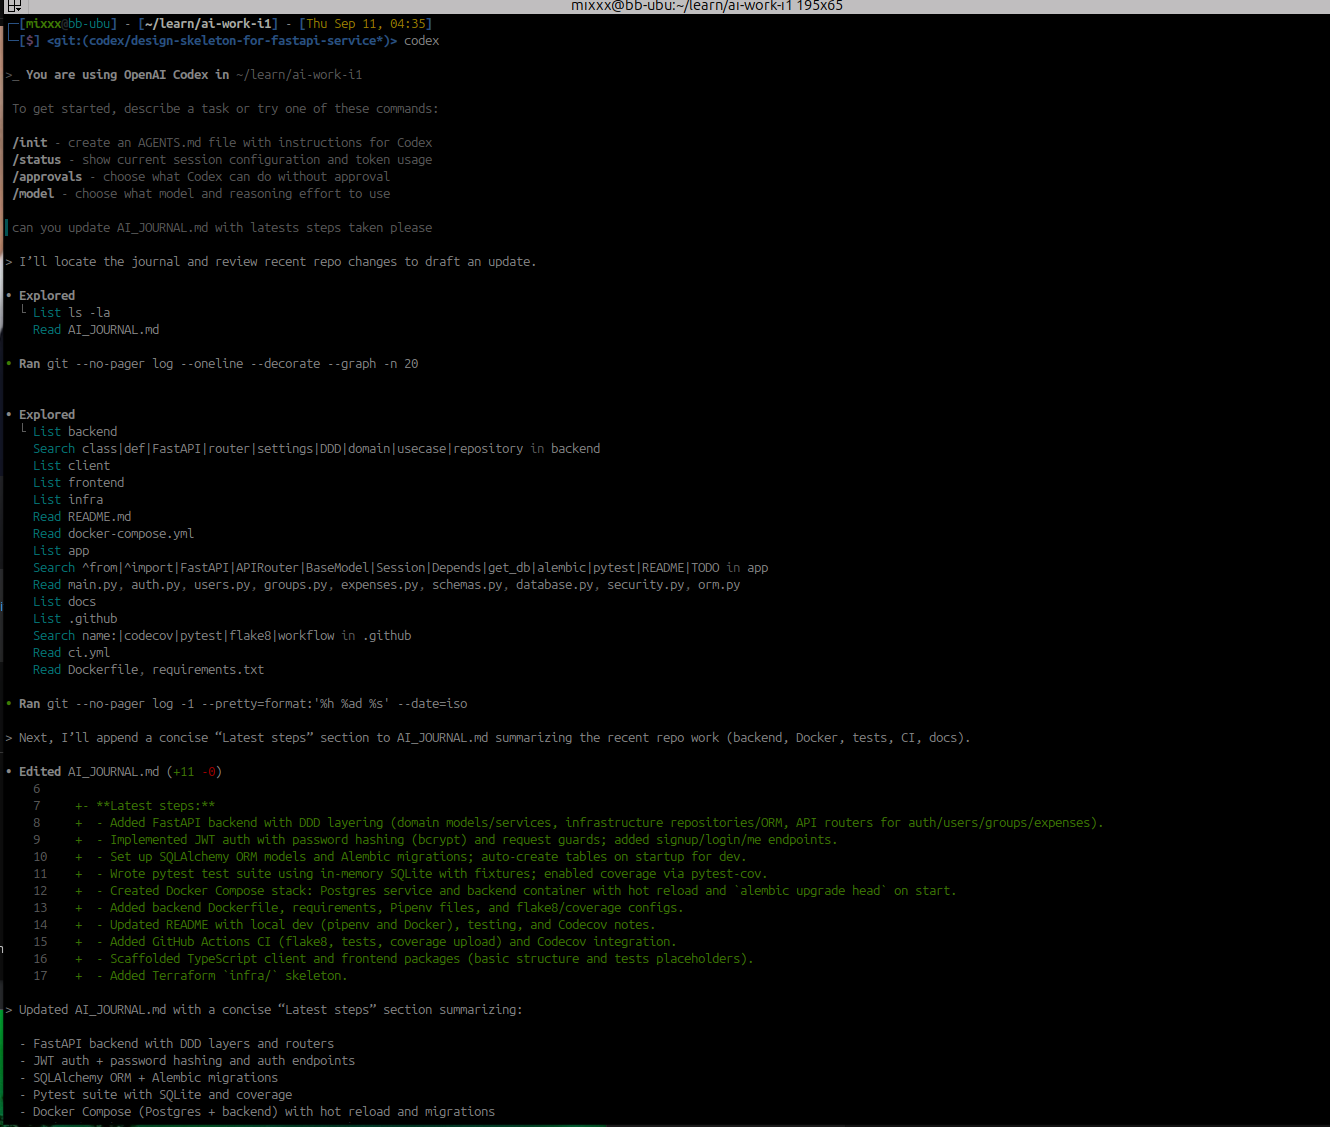 mixxx@bb-ubu:~/learn/ai-work-i1 195x65
[mixxx@bb-ubu] - [~/learn/ai-work-i1] - [Thu Sep 11, 04:35]
[$] <git:(codex/design-skeleton-for-fastapi-service*)> codex
>_ You are using OpenAI Codex in ~/learn/ai-work-i1
To get started, describe a task or try one of these commands:
/init - create an AGENTS.md file with instructions for Codex
/status - show current session configuration and token usage
/approvals - choose what Codex can do without approval
/model - choose what model and reasoning effort to use
can you update AI_JOURNAL.md with latests steps taken please
> I’ll locate the journal and review recent repo changes to draft an update.
• Explored
└ List ls -la
Read AI_JOURNAL.md
• Ran git --no-pager log --oneline --decorate --graph -n 20
• Explored
└ List backend
Search class|def|FastAPI|router|settings|DDD|domain|usecase|repository in backend
List client
List frontend
List infra
Read README.md
Read docker-compose.yml
List app
Search ^from|^import|FastAPI|APIRouter|BaseModel|Session|Depends|get_db|alembic|pytest|README|TODO in app
Read main.py, auth.py, users.py, groups.py, expenses.py, schemas.py, database.py, security.py, orm.py
List docs
List .github
Search name:|codecov|pytest|flake8|workflow in .github
Read ci.yml
Read Dockerfile, requirements.txt
• Ran git --no-pager log -1 --pretty=format:'%h %ad %s' --date=iso
> Next, I’ll append a concise “Latest steps” section to AI_JOURNAL.md summarizing the recent repo work (backend, Docker, tests, CI, docs).
• Edited AI_JOURNAL.md (+11 -0)
6
7 +- **Latest steps:**
8 + - Added FastAPI backend with DDD layering (domain models/services, infrastructure repositories/ORM, API routers for auth/users/groups/expenses).
9 + - Implemented JWT auth with password hashing (bcrypt) and request guards; added signup/login/me endpoints.
10 + - Set up SQLAlchemy ORM models and Alembic migrations; auto-create tables on startup for dev.
11 + - Wrote pytest test suite using in-memory SQLite with fixtures; enabled coverage via pytest-cov.
12 + - Created Docker Compose stack: Postgres service and backend container with hot reload and `alembic upgrade head` on start.
13 + - Added backend Dockerfile, requirements, Pipenv files, and flake8/coverage configs.
14 + - Updated README with local dev (pipenv and Docker), testing, and Codecov notes.
15 + - Added GitHub Actions CI (flake8, tests, coverage upload) and Codecov integration.
16 + - Scaffolded TypeScript client and frontend packages (basic structure and tests placeholders).
17 + - Added Terraform `infra/` skeleton.
> Updated AI_JOURNAL.md with a concise “Latest steps” section summarizing:
- FastAPI backend with DDD layers and routers
- JWT auth + password hashing and auth endpoints
- SQLAlchemy ORM + Alembic migrations
- Pytest suite with SQLite and coverage
- Docker Compose (Postgres + backend) with hot reload and migrations